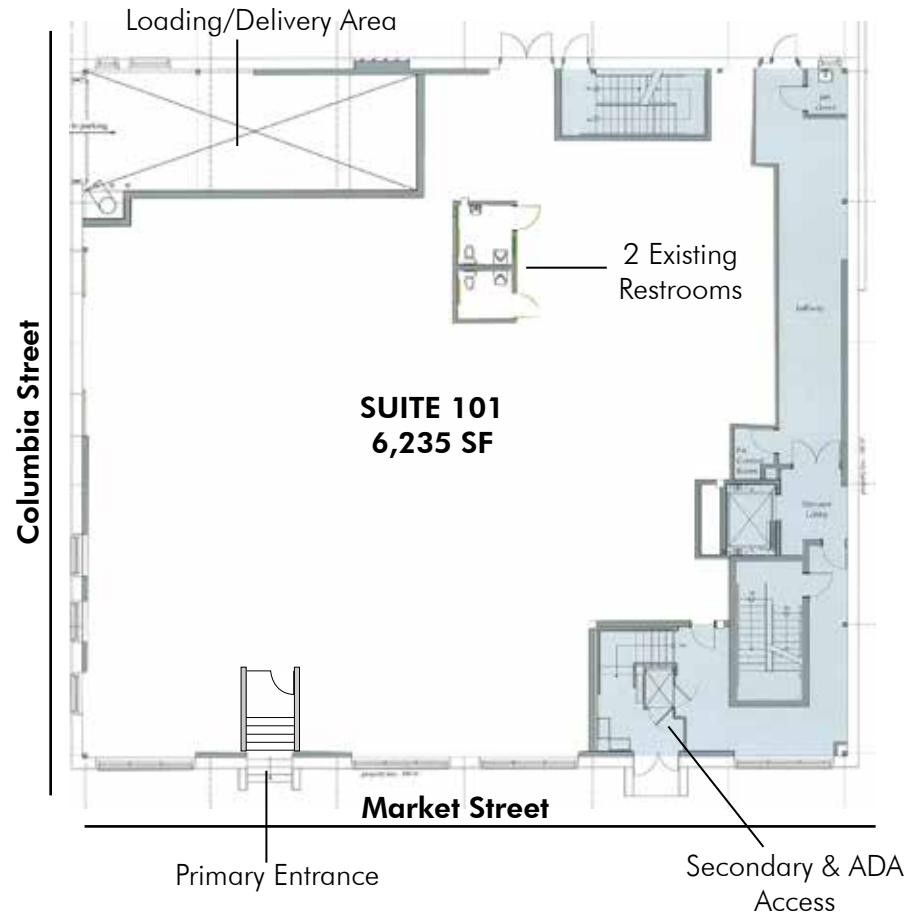 Loading/Delivery Area
2 Existing
Restrooms
Columbia Street
SUITE 101
6,235 SF
Lobby
Market Street
Primary Entrance
Secondary & ADA
Access